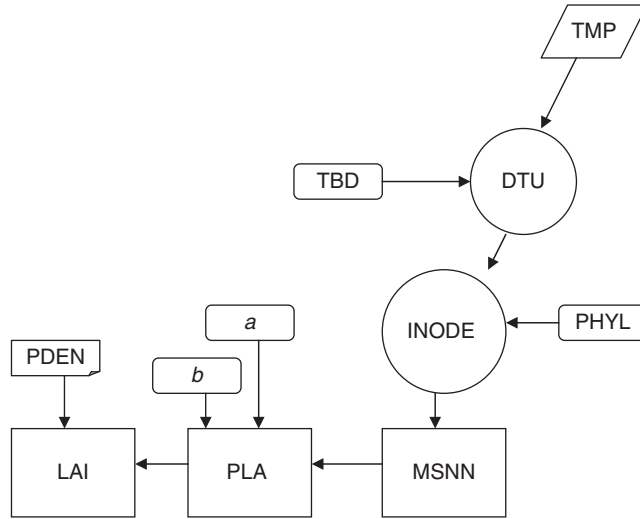 TMP
TBD
DTU
INODE
PHYL
a
PDEN
b
LAI
PLA
MSNN